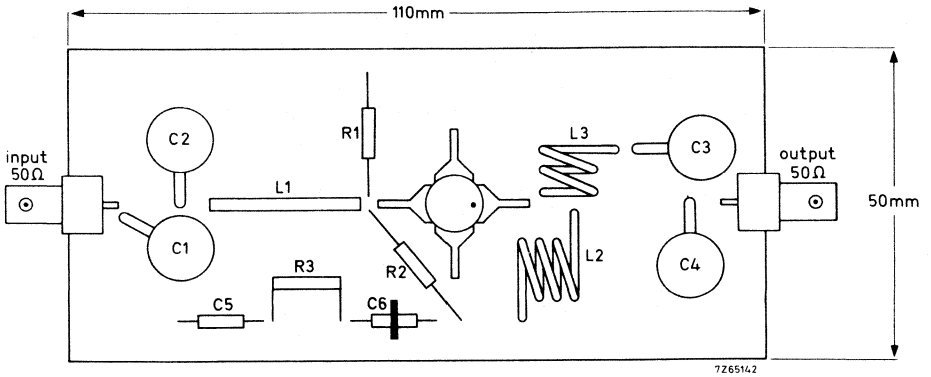 110mm
C2
R1
L3
C3
input
50Ω
output
50Ω
L1
50mm
C1
R2
L2
C4
R3
C5
C6
7Z65142